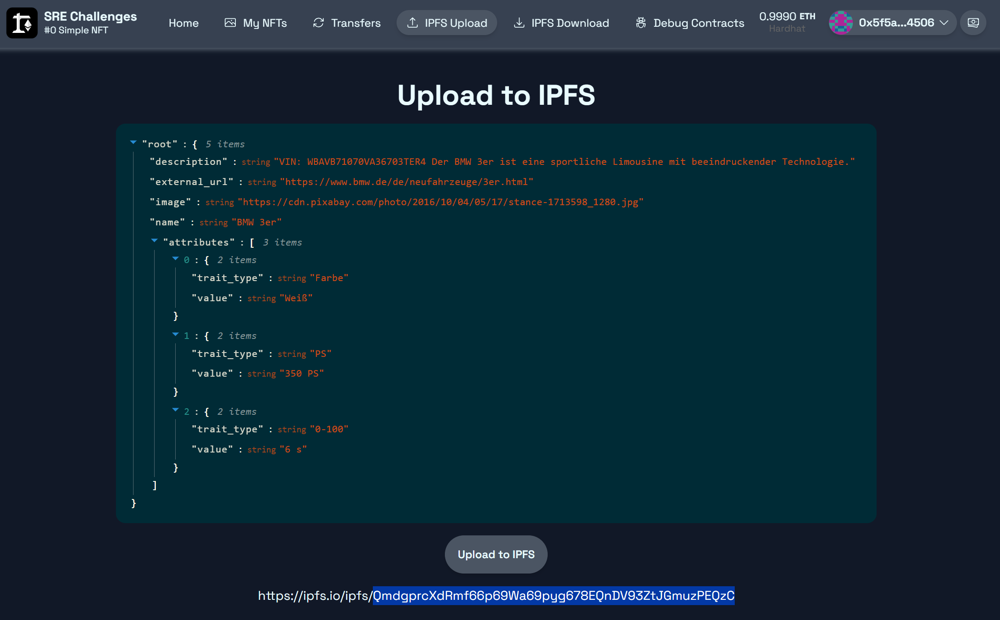 SRE Challenges
#0 Simple NFT
Home
My NFTs
Transfers
IPFS Upload
IPFS Download
Debug Contracts
0.9990 ETH
Hardhat
0x5f5a...4506
Upload to IPFS
"root" : { 5 items
"description" : string "VIN: WBAVB71070VA36703TER4 Der BMW 3er ist eine sportliche Limousine mit beeindruckender Technologie."
"external_url" : string "https://www.bmw.de/de/neufahrzeuge/3er.html"
"image" : string "https://cdn.pixabay.com/photo/2016/10/04/05/17/stance-1713598_1280.jpg"
"name" : string "BMW 3er"
"attributes" : [ 3 items
0 : { 2 items
"trait_type" : string "Farbe"
"value" : string "Weiß"
}
1 : { 2 items
"trait_type" : string "PS"
"value" : string "350 PS"
}
2 : { 2 items
"trait_type" : string "0-100"
"value" : string "6 s"
}
]
}
Upload to IPFS
https://ipfs.io/ipfs/QmdgprcXdRmf66p69Wa69pyg678EQnDV93ZtJGmuzPEQzC